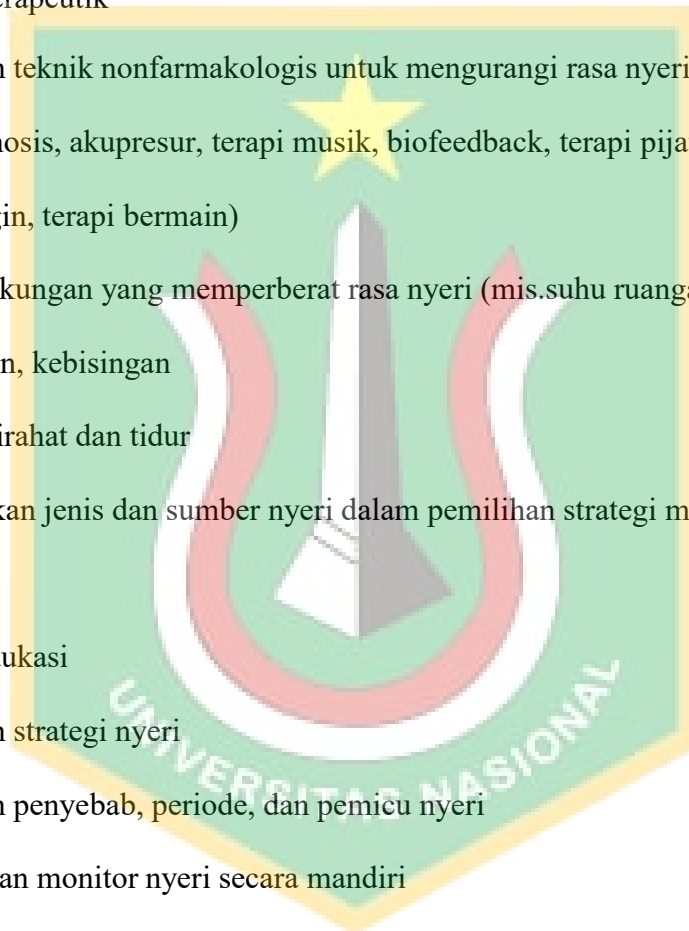 erapeutik
n teknik nonfarmakologis untuk mengurangi rasa nyeri
nosis, akupresur, terapi musik, biofeedback, terapi pija
gin, terapi bermain)
kungan yang memperberat rasa nyeri (mis.suhu ruanga
n, kebisingan
irahat dan tidur
kan jenis dan sumber nyeri dalam pemilihan strategi m
dukasi
n strategi nyeri
n penyebab, periode, dan pemicu nyeri
an monitor nyeri secara mandiri
UNIVERSITAS NASIONAL